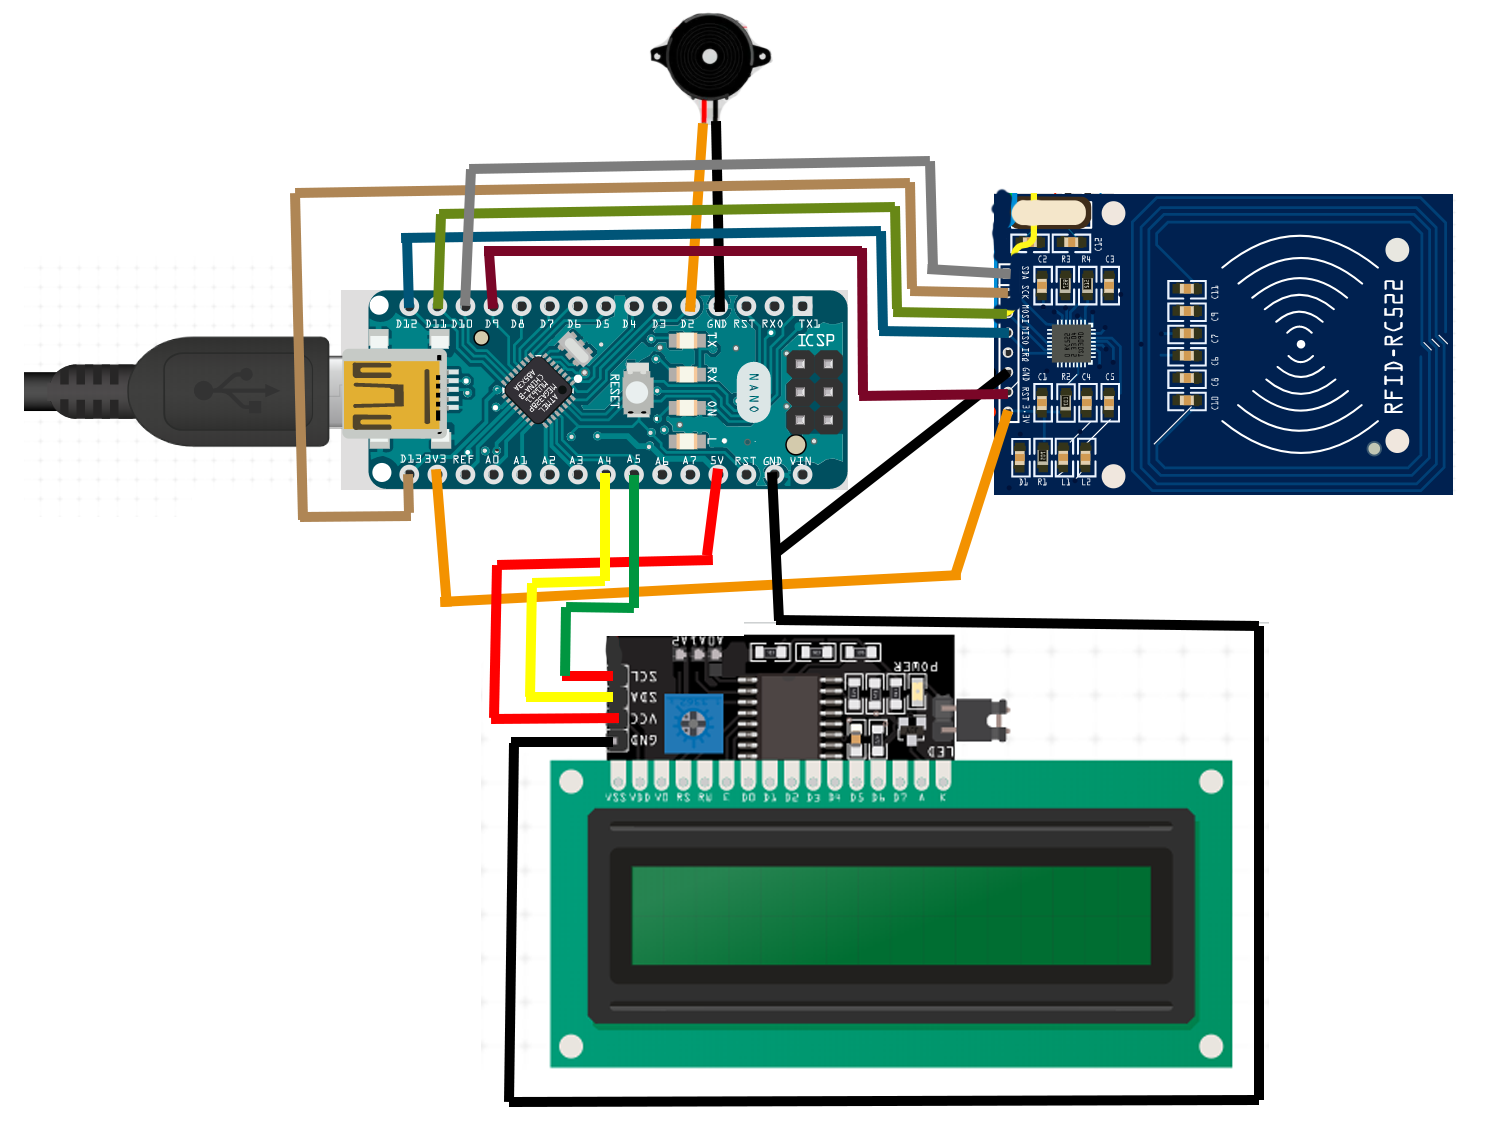 D12 D11 D10 D9 D8 D7 D6 D5 D4 D3 D2 GND RST RX0 TX1
ICSP
TX
RX
ON
L
RESET
NANO
ATMEL
MEGA328P
D13 3V3 REF A0 A1 A2 A3 A4 A5 A6 A7 5V RST GND VIN
SDA
SCK
MOSI
MISO
IRQ
GND
RST
3.3V
C2 R3 R4 C3
C1 R2 C4 C5
D1 R1 L1 L2
C11
C9
C7
C6
C8
C10
RFID-RC522
A2 A1 A0
POWER
SCL
SDA
VCC
GND
LED
VSS VDD V0 RS RW E D0 D1 D2 D3 D4 D5 D6 D7 A K